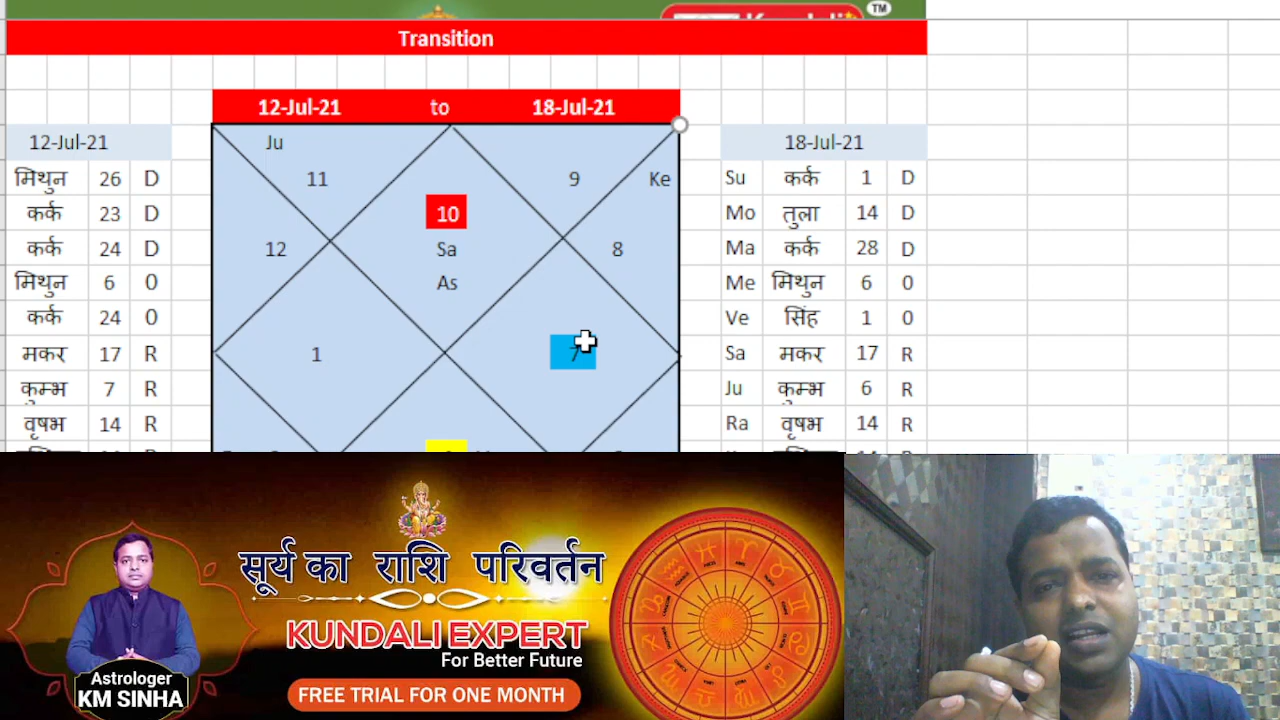 Kundali TM
Transition
12-Jul-21 to 18-Jul-21
12-Jul-21
मिथुन 26 D
कर्क 23 D
कर्क 24 D
मिथुन 6 0
कर्क 24 0
मकर 17 R
कुम्भ 7 R
वृषभ 14 R
Ju
11
9
Ke
10
12
Sa
8
As
1
7
18-Jul-21
Su कर्क 1 D
Mo तुला 14 D
Ma कर्क 28 D
Me मिथुन 6 0
Ve सिंह 1 0
Sa मकर 17 R
Ju कुम्भ 6 R
Ra वृषभ 14 R
सूर्य का राशि परिवर्तन
KUNDALI EXPERT
For Better Future
FREE TRIAL FOR ONE MONTH
Astrologer
KM SINHA